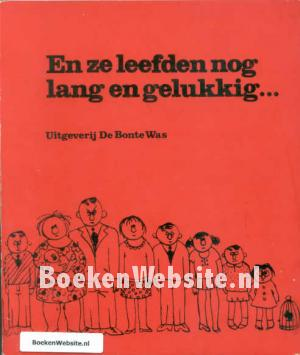 En ze leefden nog
lang en gelukkig...
Uitgeverij De Bonte Was
BoekenWebsite.nl
BoekenWebsite.nl